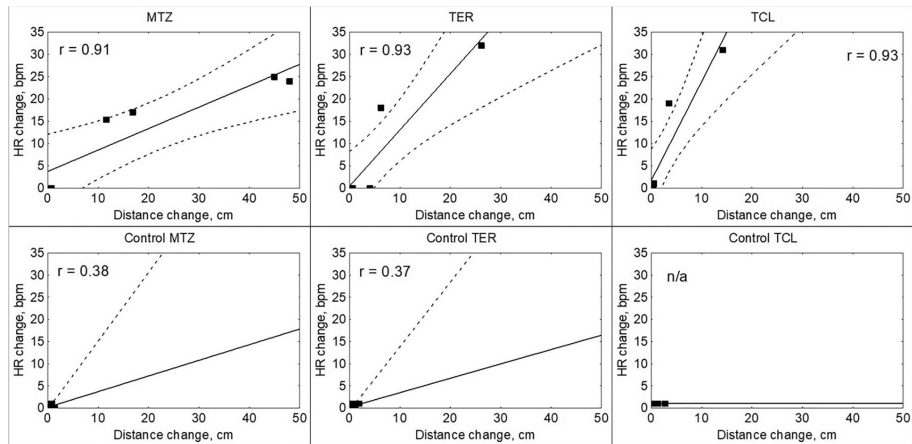 MTZ
r = 0.91
HR change, bpm
35
30
25
20
15
10
5
0
0 10 20 30 40 50
Distance change, cm
TER
r = 0.93
HR change, bpm
35
30
25
20
15
10
5
0
0 10 20 30 40 50
Distance change, cm
TCL
r = 0.93
HR change, bpm
35
30
25
20
15
10
5
0
0 10 20 30 40 50
Distance change, cm
Control MTZ
r = 0.38
HR change, bpm
35
30
25
20
15
10
5
0
0 10 20 30 40 50
Distance change, cm
Control TER
r = 0.37
HR change, bpm
35
30
25
20
15
10
5
0
0 10 20 30 40 50
Distance change, cm
Control TCL
n/a
HR change, bpm
35
30
25
20
15
10
5
0
0 10 20 30 40 50
Distance change, cm